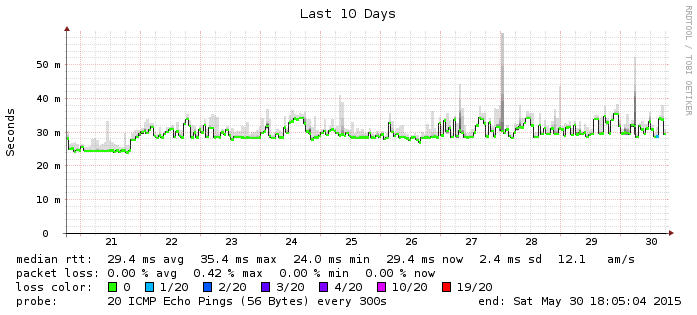 Last 10 Days
RRDTOOL / TOBI OETIKER
Seconds
50 m
40 m
30 m
20 m
10 m
0
21 22 23 24 25 26 27 28 29 30
median rtt: 29.4 ms avg 35.4 ms max 24.0 ms min 29.4 ms now 2.4 ms sd 12.1 am/s
packet loss: 0.00 % avg 0.42 % max 0.00 % min 0.00 % now
loss color: 0 1/20 2/20 3/20 4/20 10/20 19/20
probe: 20 ICMP Echo Pings (56 Bytes) every 300s end: Sat May 30 18:05:04 2015